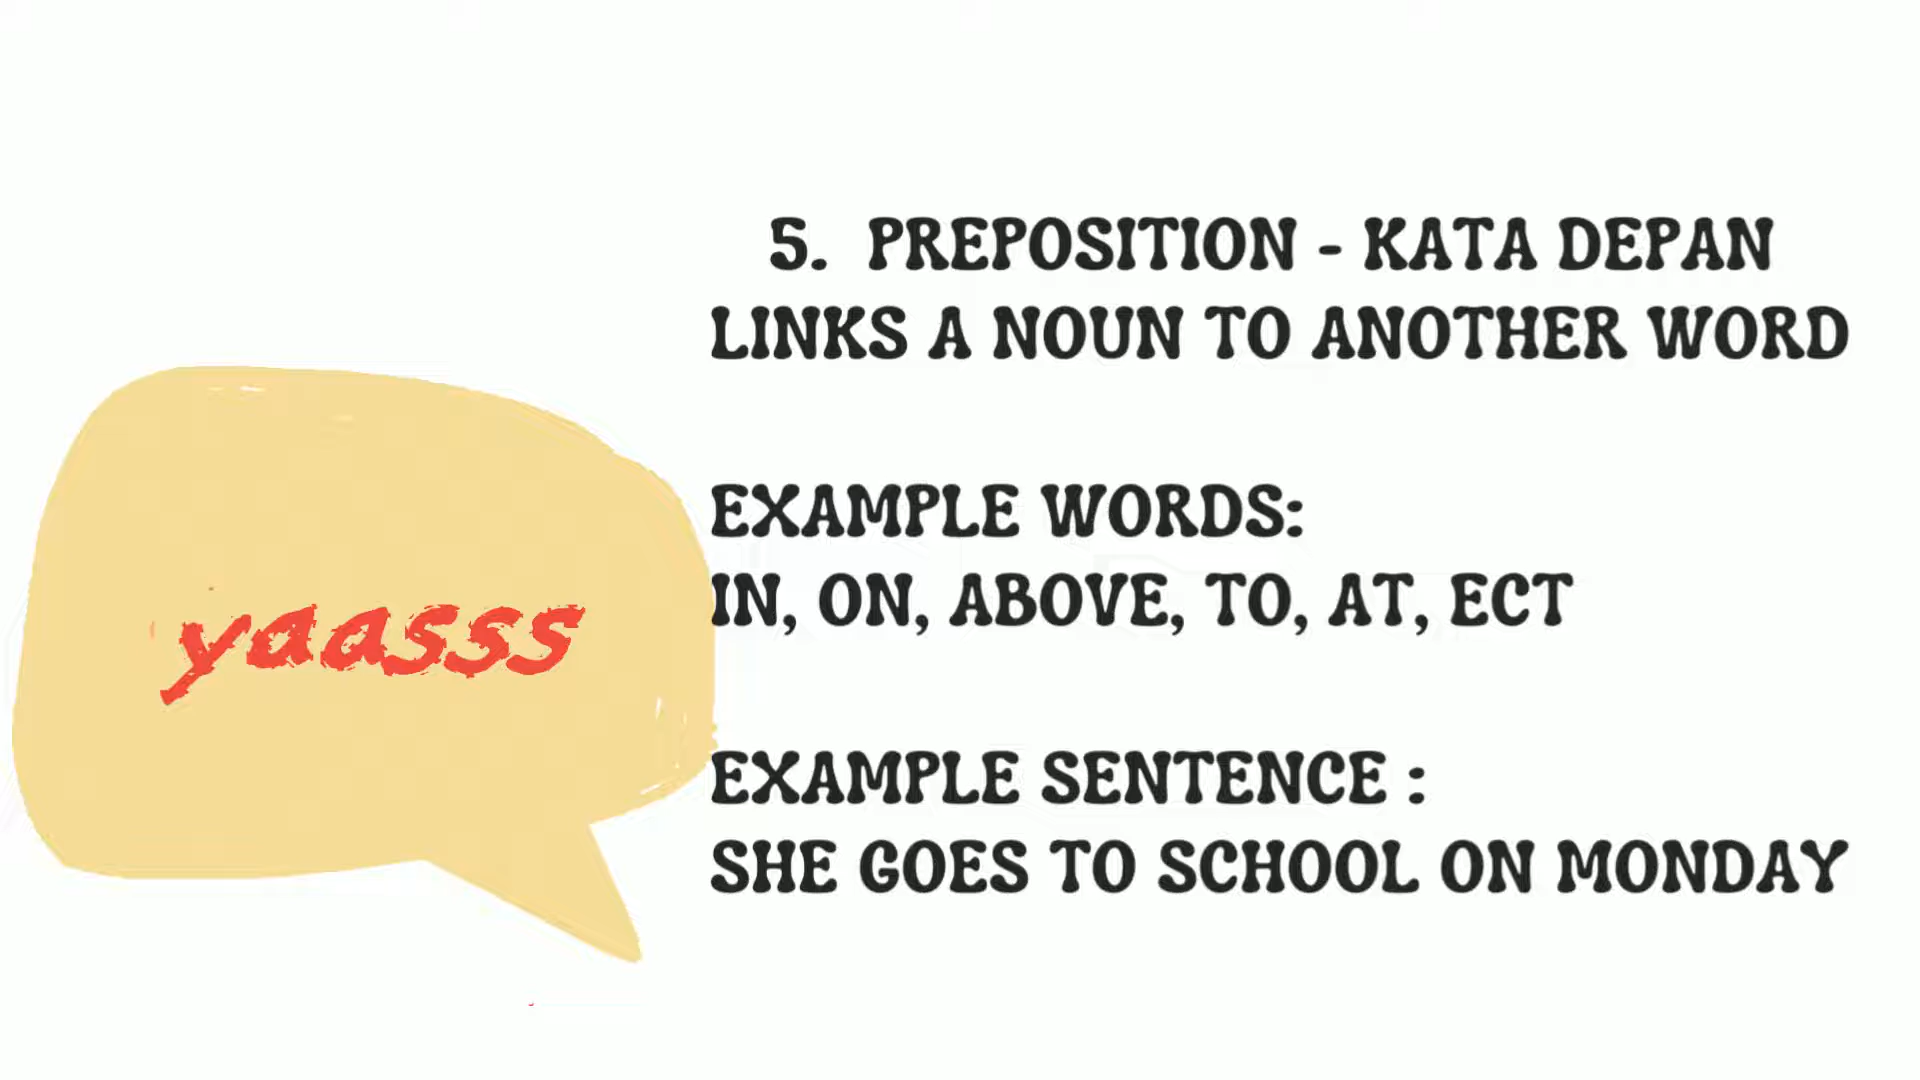 5. PREPOSITION - KATA DEPAN
LINKS A NOUN TO ANOTHER WORD
EXAMPLE WORDS:
IN, ON, ABOVE, TO, AT, ECT
EXAMPLE SENTENCE :
SHE GOES TO SCHOOL ON MONDAY
yaasss